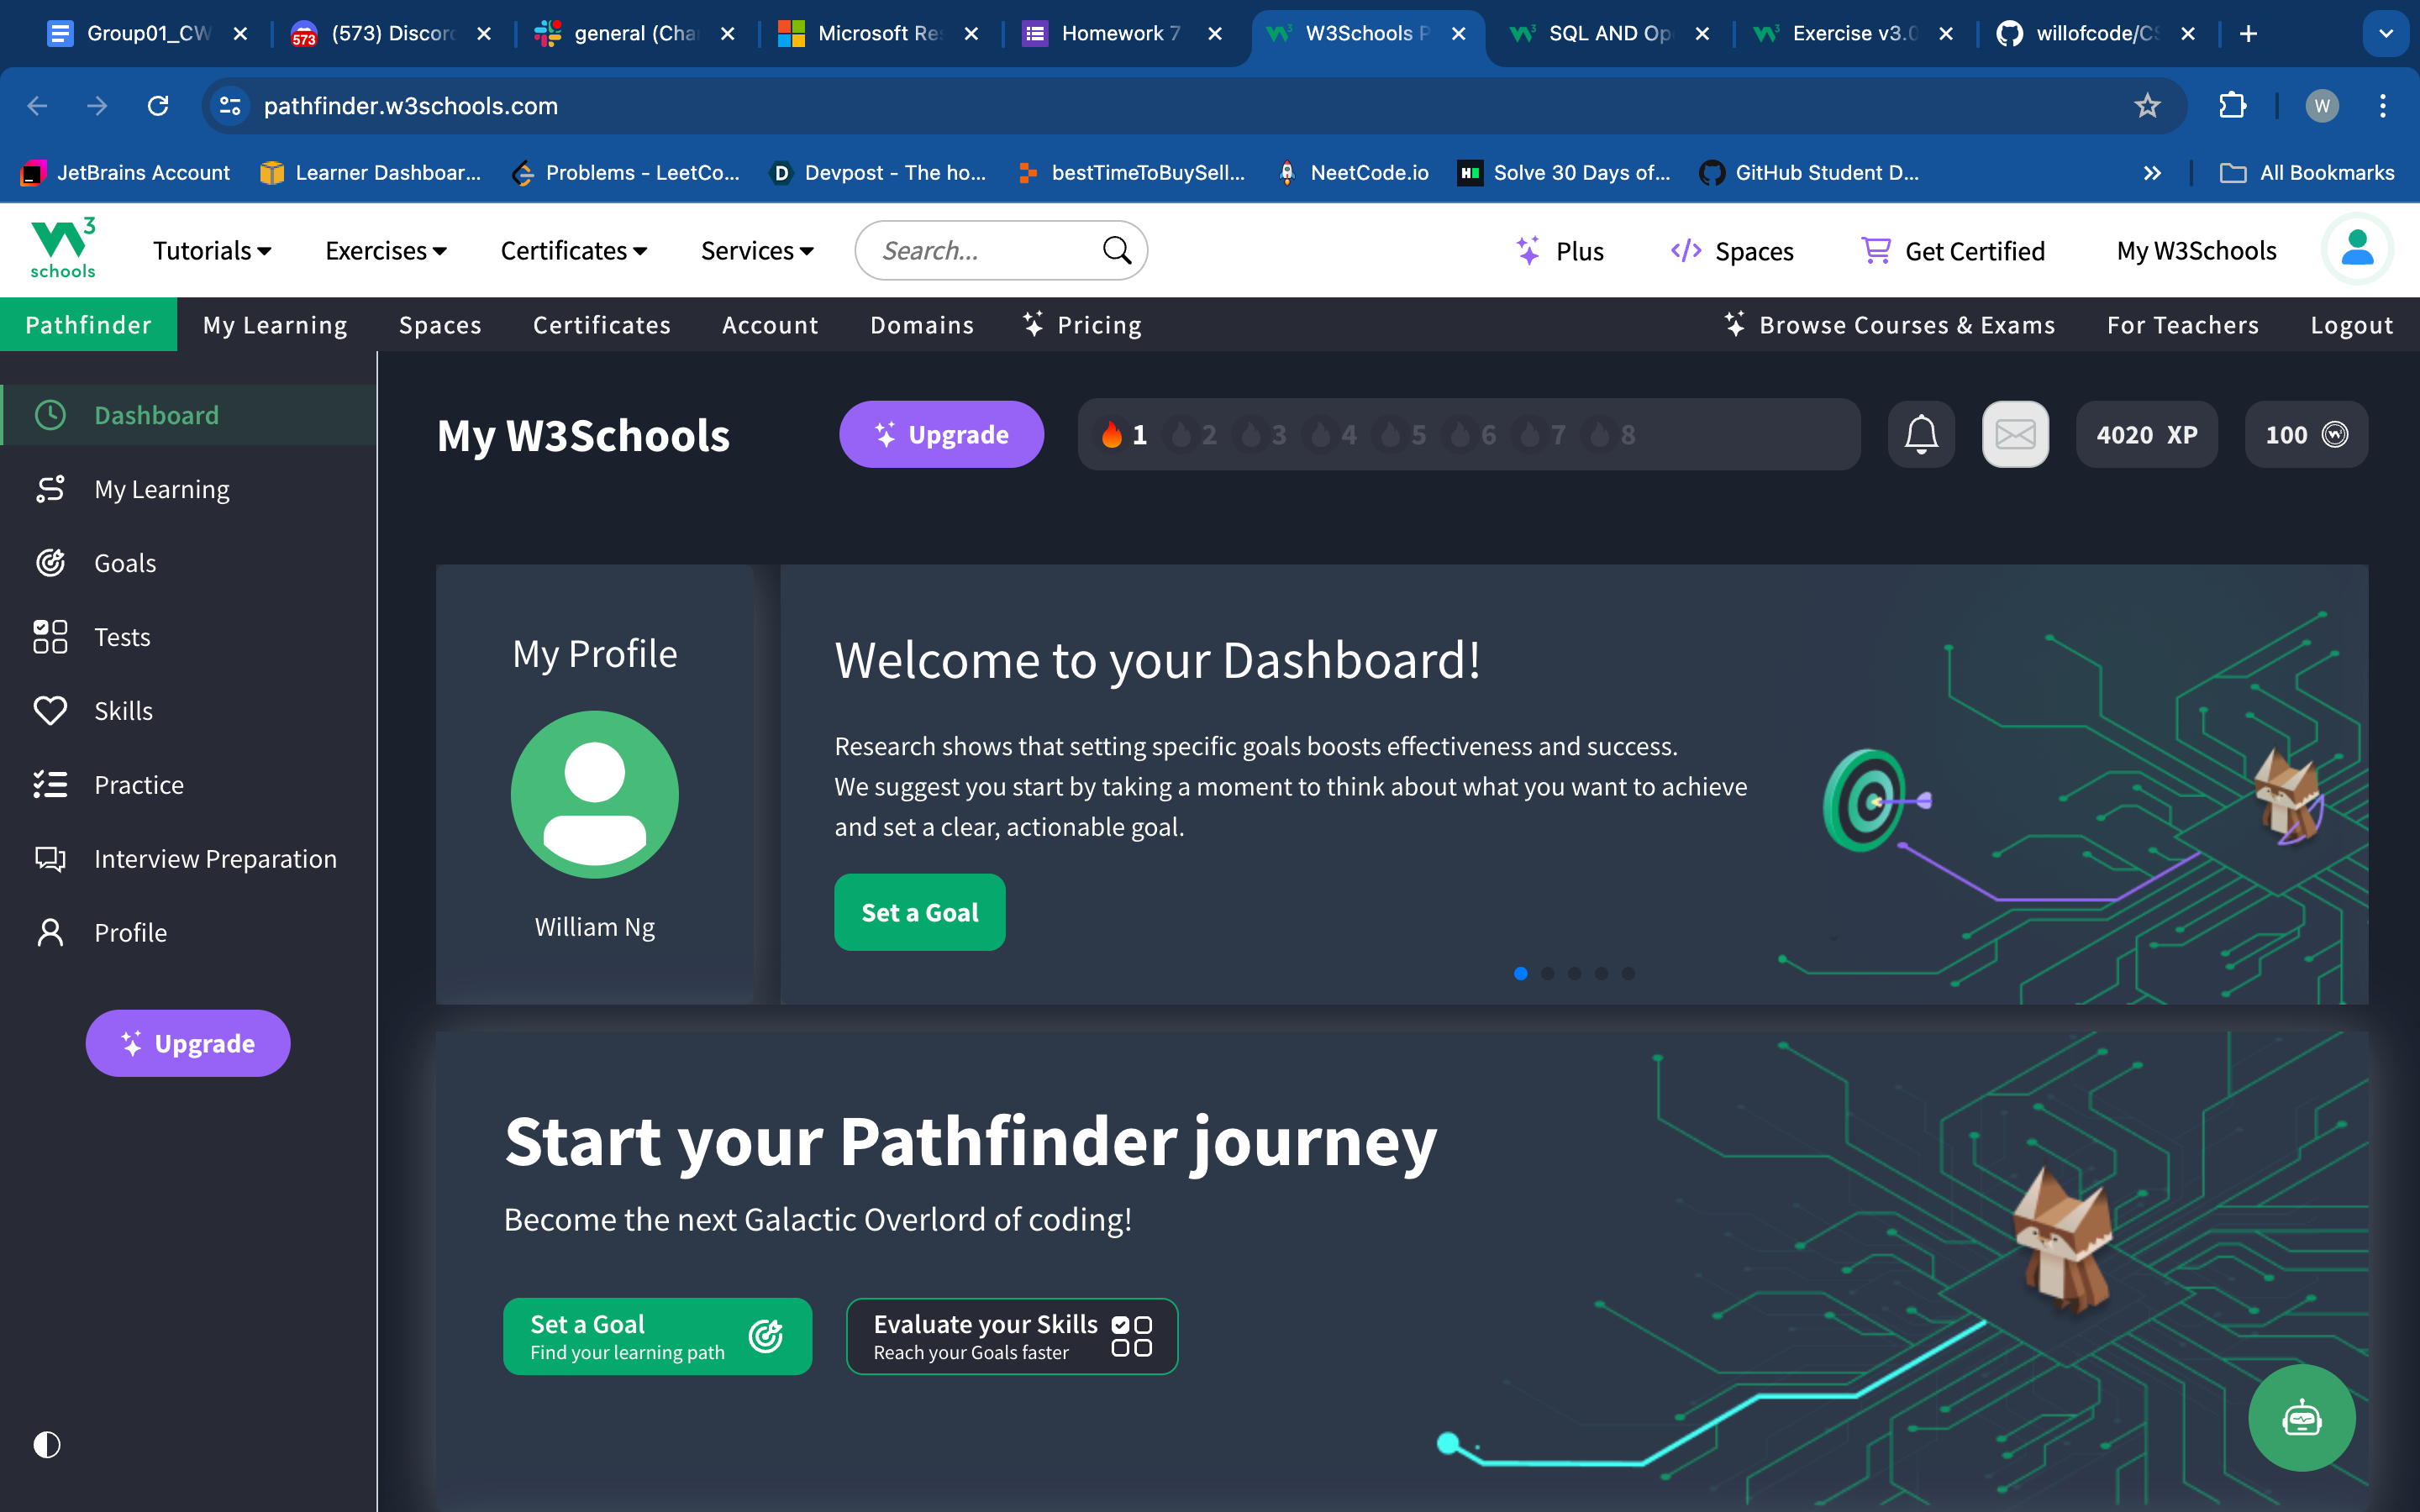 Group01_CW
573
(573) Discord
general (Cha
Microsoft Re
Homework 7
W3Schools P
SQL AND Op
Exercise v3.0
willofcode/CS
pathfinder.w3schools.com
W
JetBrains Account
Learner Dashboar...
Problems - LeetCo...
D
Devpost - The ho...
bestTimeToBuySell...
NeetCode.io
H
Solve 30 Days of...
GitHub Student D...
All Bookmarks
W3
schools
Tutorials
Exercises
Certificates
Services
Search...
Plus
Spaces
Get Certified
My W3Schools
Pathfinder
My Learning
Spaces
Certificates
Account
Domains
Pricing
Browse Courses & Exams
For Teachers
Logout
Dashboard
My Learning
Goals
Tests
Skills
Practice
Interview Preparation
Profile
Upgrade
My W3Schools
Upgrade
1 2 3 4 5 6 7 8
4020 XP
100
My Profile
William Ng
Welcome to your Dashboard!
Research shows that setting specific goals boosts effectiveness and success.
We suggest you start by taking a moment to think about what you want to achieve
and set a clear, actionable goal.
Set a Goal
Start your Pathfinder journey
Become the next Galactic Overlord of coding!
Set a Goal
Find your learning path
Evaluate your Skills
Reach your Goals faster